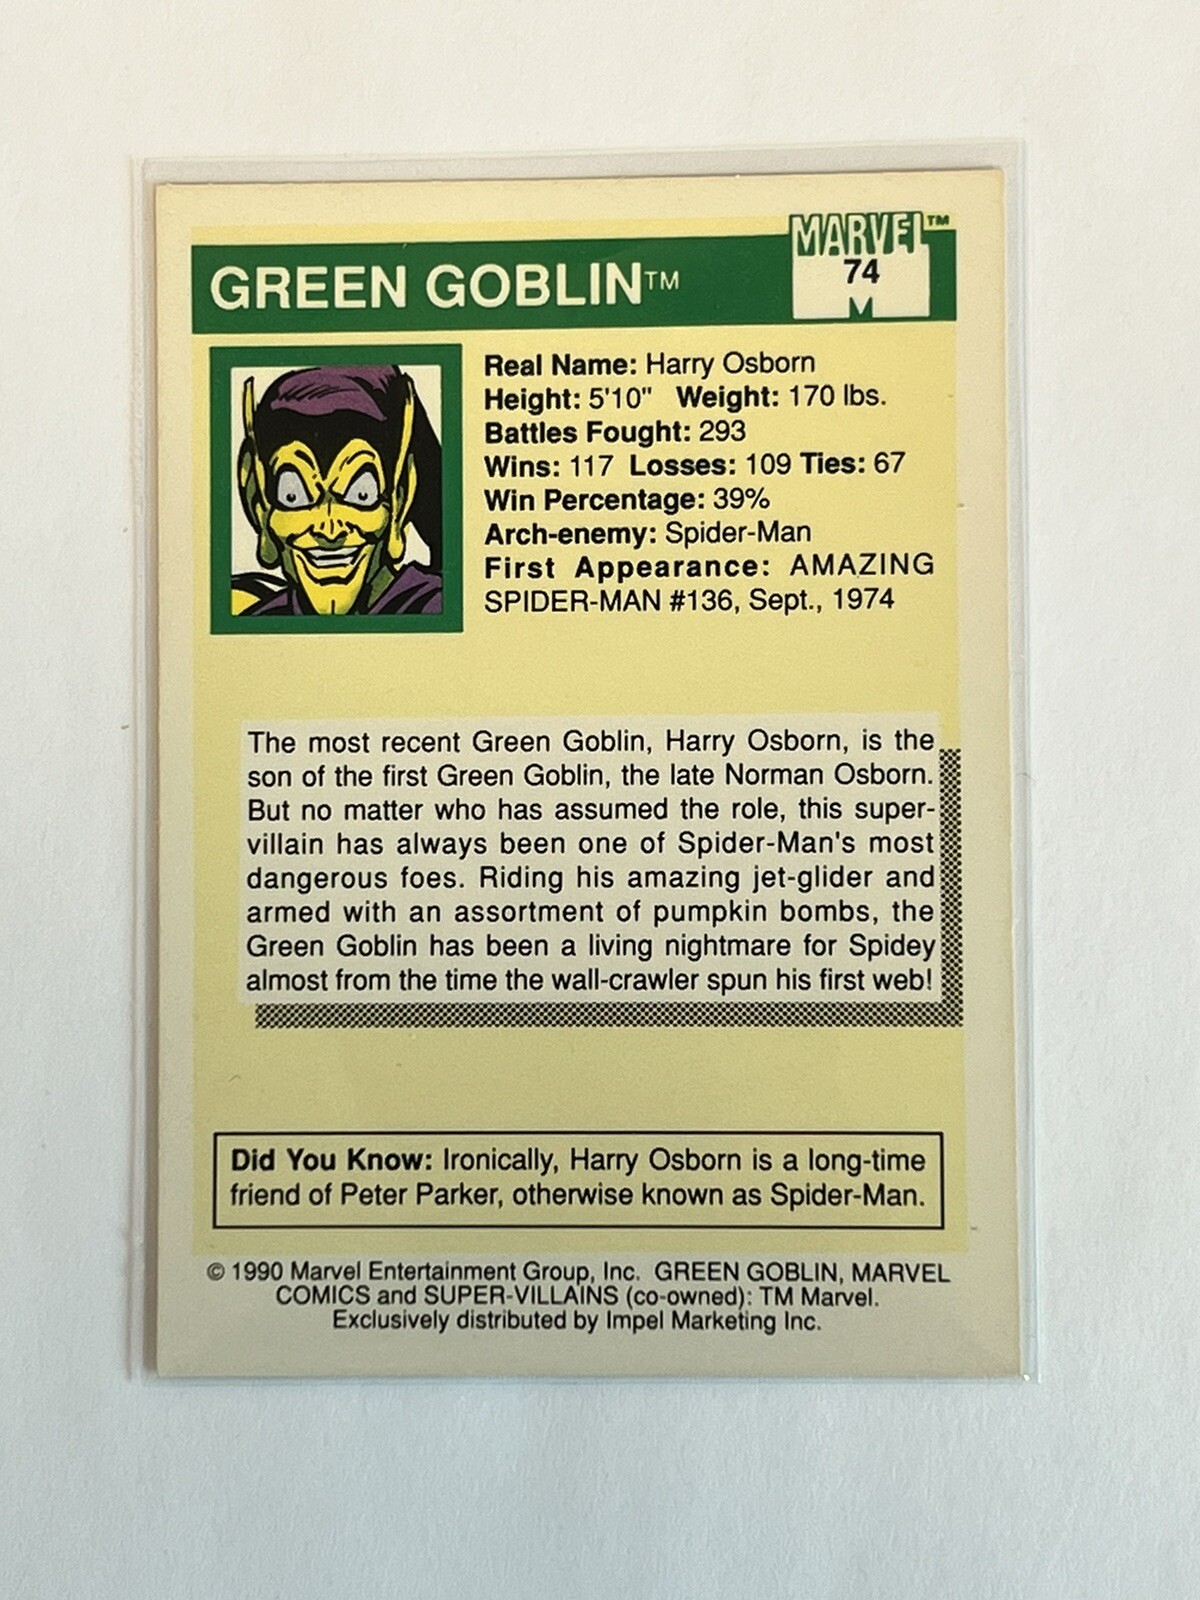 MARVEL™
74
GREEN GOBLIN™
Real Name: Harry Osborn
Height: 5'10" Weight: 170 lbs.
Battles Fought: 293
Wins: 117 Losses: 109 Ties: 67
Win Percentage: 39%
Arch-enemy: Spider-Man
First Appearance: AMAZING
SPIDER-MAN #136, Sept., 1974
The most recent Green Goblin, Harry Osborn, is the
son of the first Green Goblin, the late Norman Osborn.
But no matter who has assumed the role, this super-
villain has always been one of Spider-Man's most
dangerous foes. Riding his amazing jet-glider and
armed with an assortment of pumpkin bombs, the
Green Goblin has been a living nightmare for Spidey
almost from the time the wall-crawler spun his first web!
Did You Know: Ironically, Harry Osborn is a long-time
friend of Peter Parker, otherwise known as Spider-Man.
© 1990 Marvel Entertainment Group, Inc. GREEN GOBLIN, MARVEL
COMICS and SUPER-VILLAINS (co-owned): TM Marvel.
Exclusively distributed by Impel Marketing Inc.